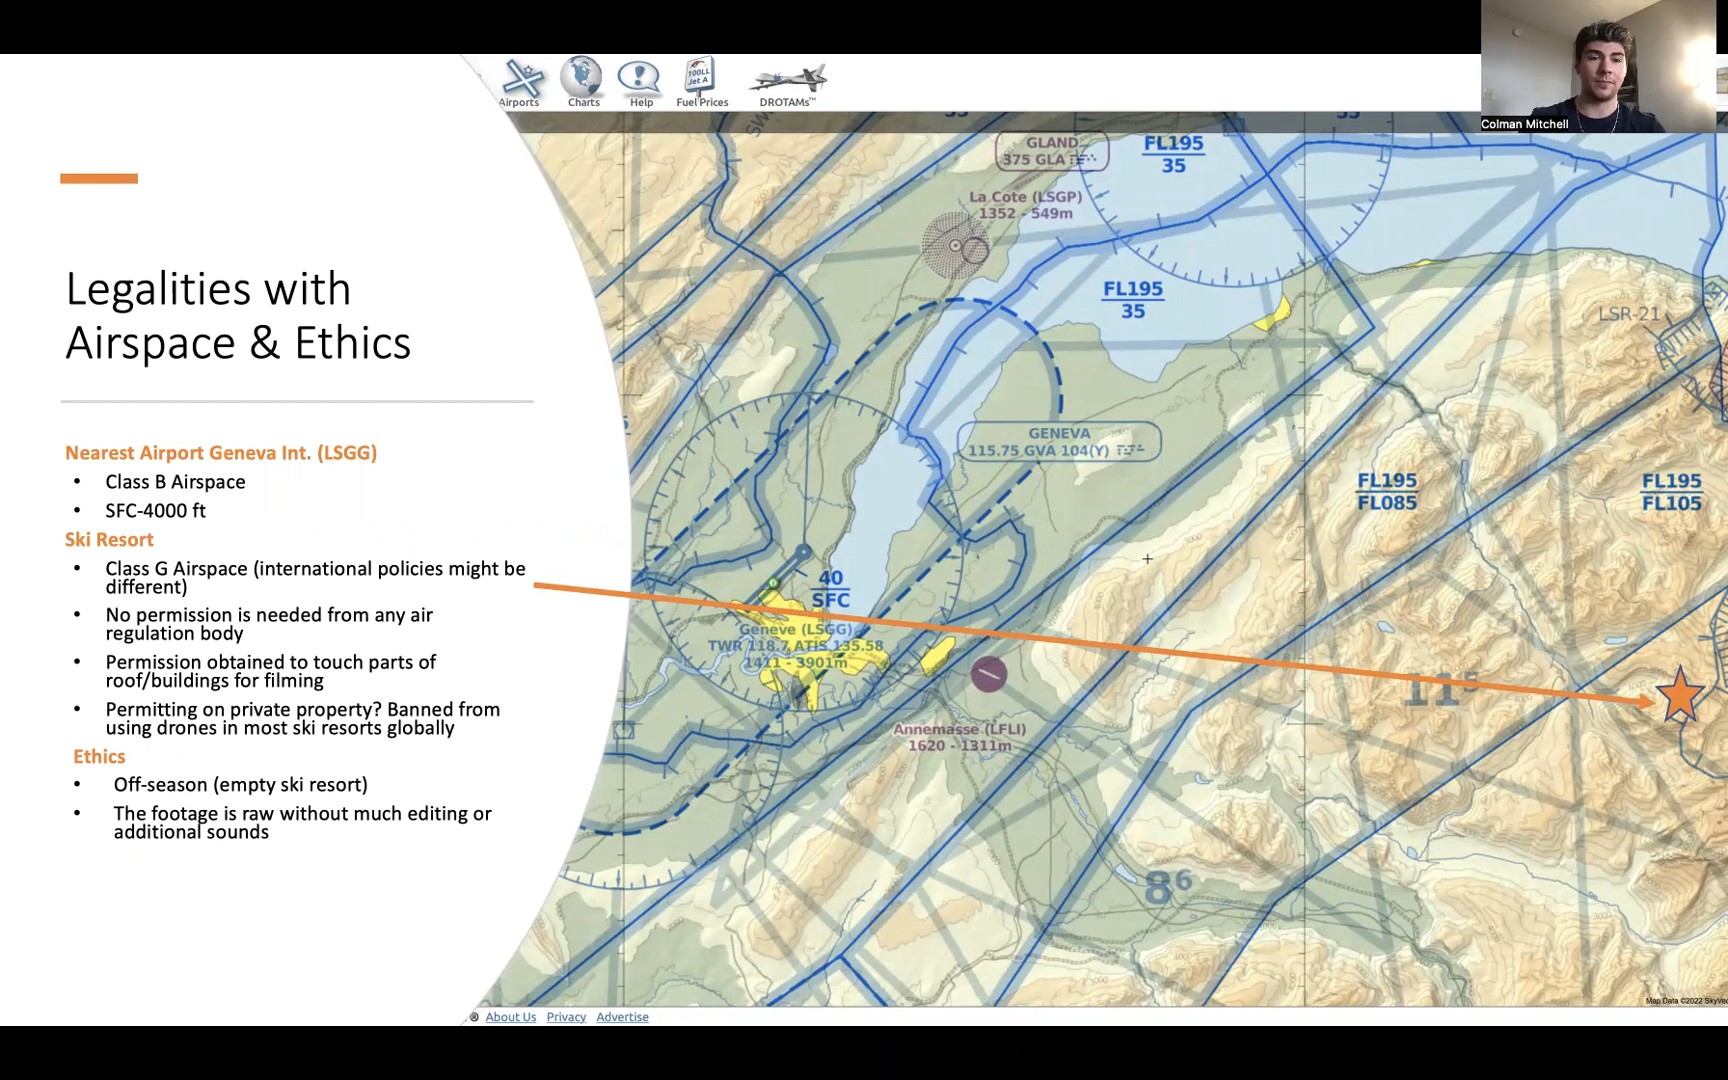 Airports
Charts
Help
100LL
Jet A
Fuel Prices
DROTAMs™
Colman Mitchell
Legalities with
Airspace & Ethics
Nearest Airport Geneva Int. (LSGG)
• Class B Airspace
• SFC-4000 ft
Ski Resort
• Class G Airspace (international policies might be
different)
• No permission is needed from any air
regulation body
• Permission obtained to touch parts of
roof/buildings for filming
• Permitting on private property? Banned from
using drones in most ski resorts globally
Ethics
• Off-season (empty ski resort)
• The footage is raw without much editing or
additional sounds
GLAND
375 GLA
La Cote (LSGP)
1352 - 549m
FL195
35
FL195
35
LSR-21
GENEVA
115.75 GVA 104(Y)
FL195
FL085
FL195
FL105
40
SFC
Geneve (LSGG)
TWR 118.7 ATIS 135.58
1411 - 3901m
Annemasse (LFLI)
1620 - 1311m
11⁵
8⁶
® About Us Privacy Advertise
Map Data ©2022